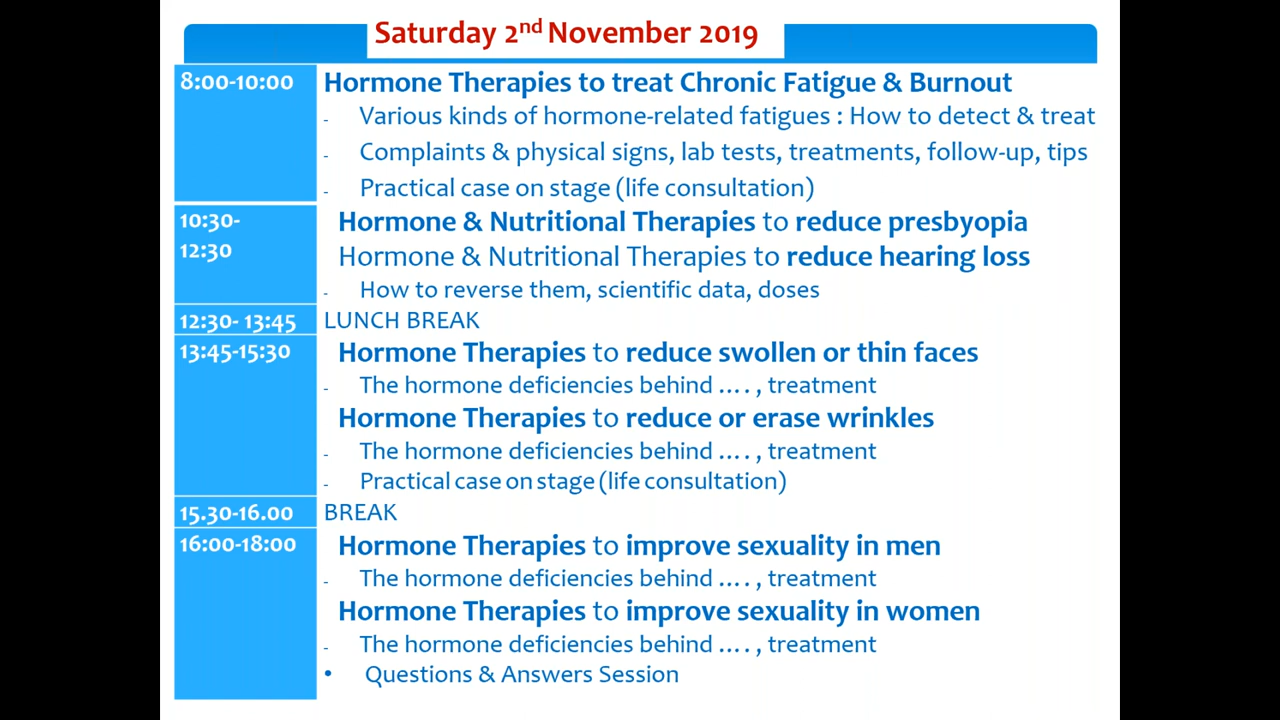 Saturday 2nd November 2019
8:00-10:00 Hormone Therapies to treat Chronic Fatigue & Burnout
- Various kinds of hormone-related fatigues : How to detect & treat
- Complaints & physical signs, lab tests, treatments, follow-up, tips
- Practical case on stage (life consultation)
10:30- Hormone & Nutritional Therapies to reduce presbyopia
12:30 Hormone & Nutritional Therapies to reduce hearing loss
- How to reverse them, scientific data, doses
12:30- 13:45 LUNCH BREAK
13:45-15:30 Hormone Therapies to reduce swollen or thin faces
- The hormone deficiencies behind …. , treatment
Hormone Therapies to reduce or erase wrinkles
- The hormone deficiencies behind …. , treatment
- Practical case on stage (life consultation)
15.30-16.00 BREAK
16:00-18:00 Hormone Therapies to improve sexuality in men
- The hormone deficiencies behind …. , treatment
Hormone Therapies to improve sexuality in women
- The hormone deficiencies behind …. , treatment
• Questions & Answers Session